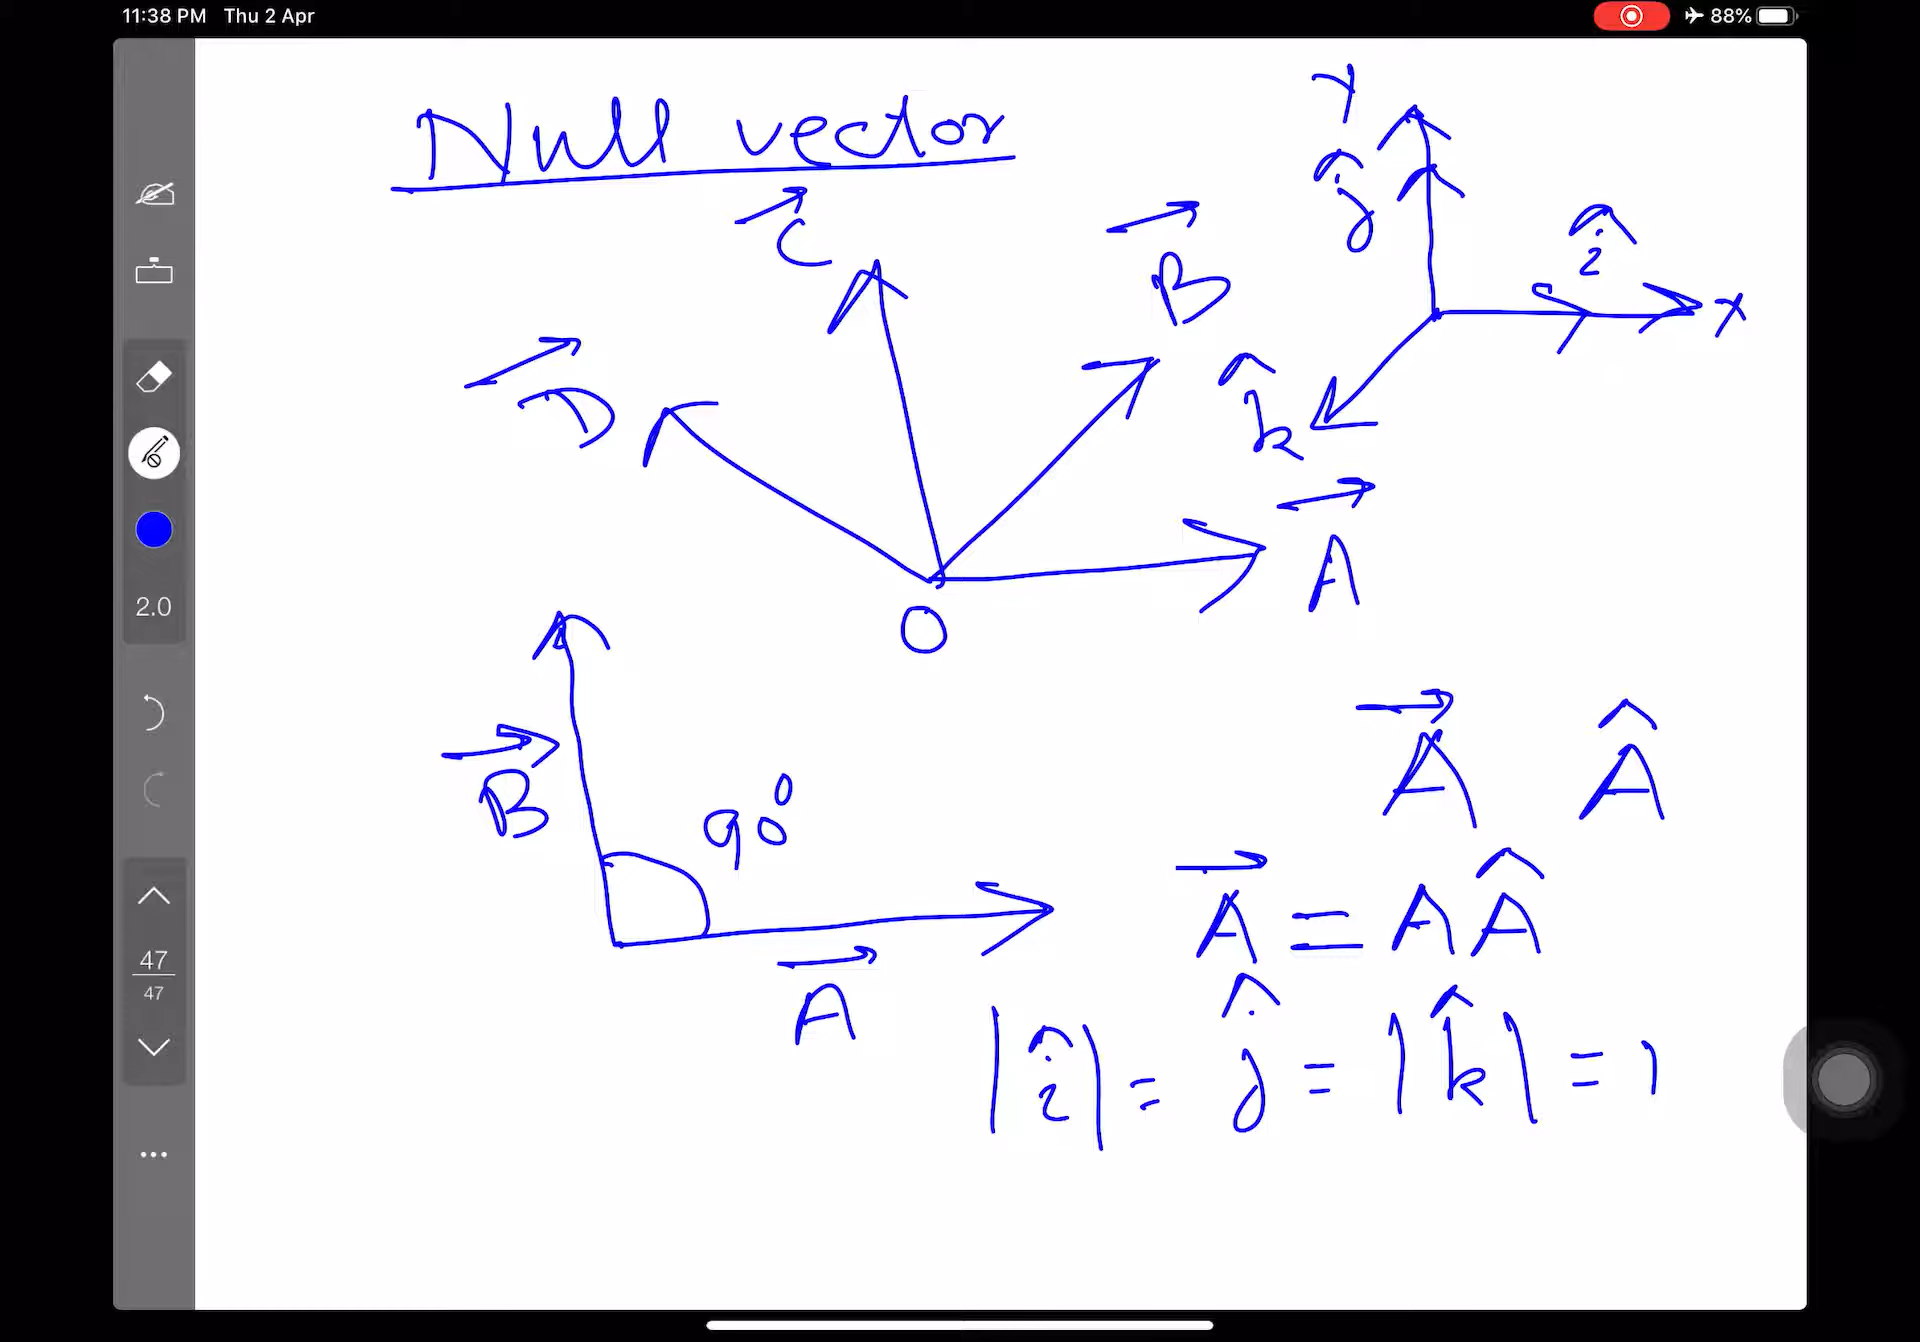 11:38 PM Thu 2 Apr
88%
Null vector
Y
ĵ
î
X
k̂
C⃗
B⃗
D⃗
A⃗
O
2.0
B⃗
90°
A⃗
A⃗ Â
A⃗ = A Â
|î| = ĵ = |k̂| = 1
47
47